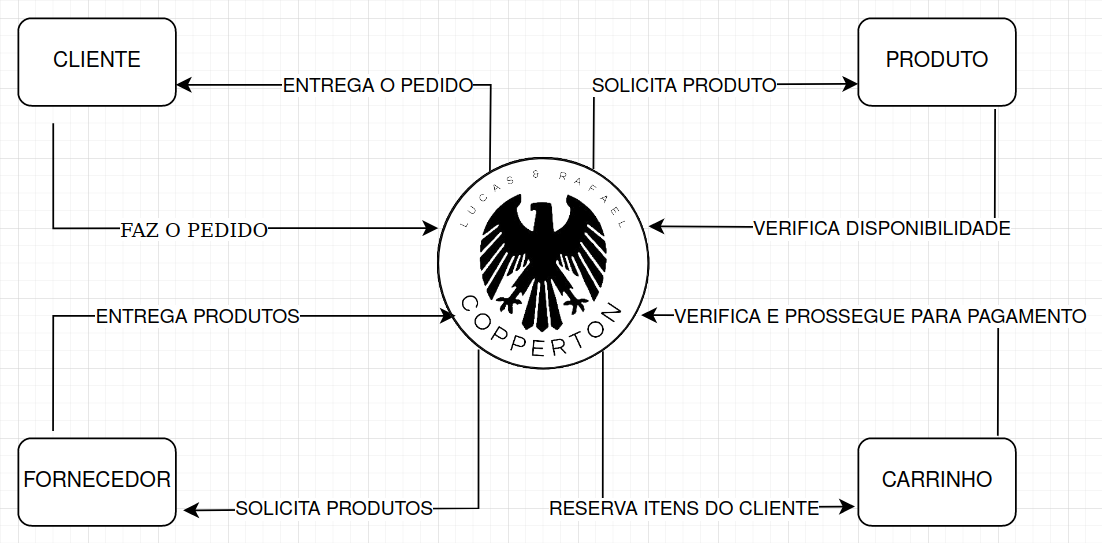 CLIENTE
PRODUTO
ENTREGA O PEDIDO
SOLICITA PRODUTO
LUCAS & RAFAEL
FAZ O PEDIDO
VERIFICA DISPONIBILIDADE
ENTREGA PRODUTOS
COPPERTON
VERIFICA E PROSSEGUE PARA PAGAMENTO
FORNECEDOR
CARRINHO
SOLICITA PRODUTOS
RESERVA ITENS DO CLIENTE